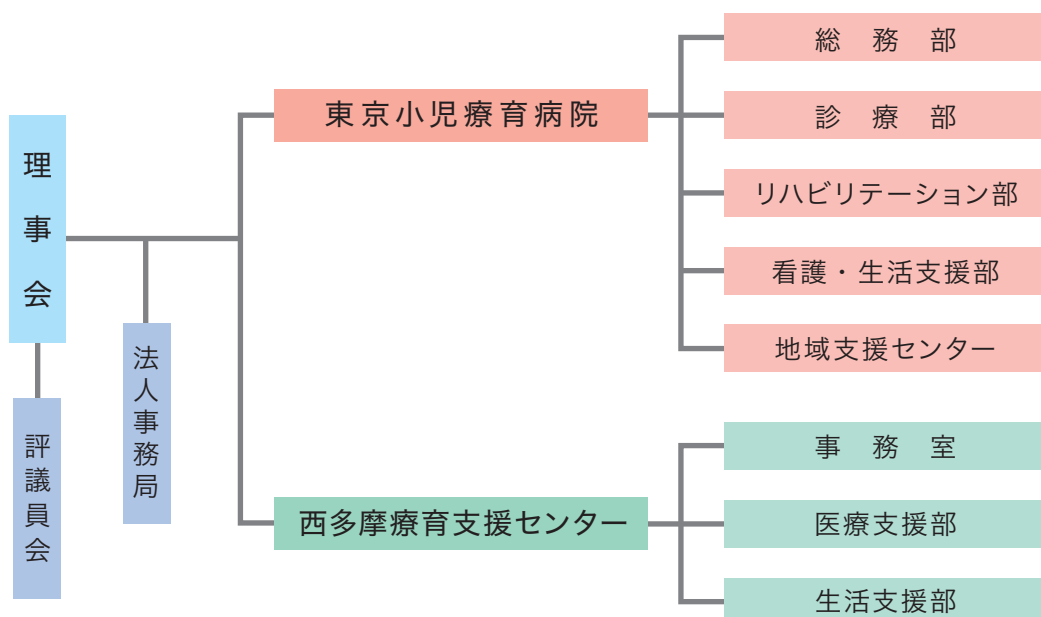 理事会
評議員会
法人事務局
東京小児療育病院
総務部
診療部
リハビリテーション部
看護・生活支援部
地域支援センター
西多摩療育支援センター
事務室
医療支援部
生活支援部